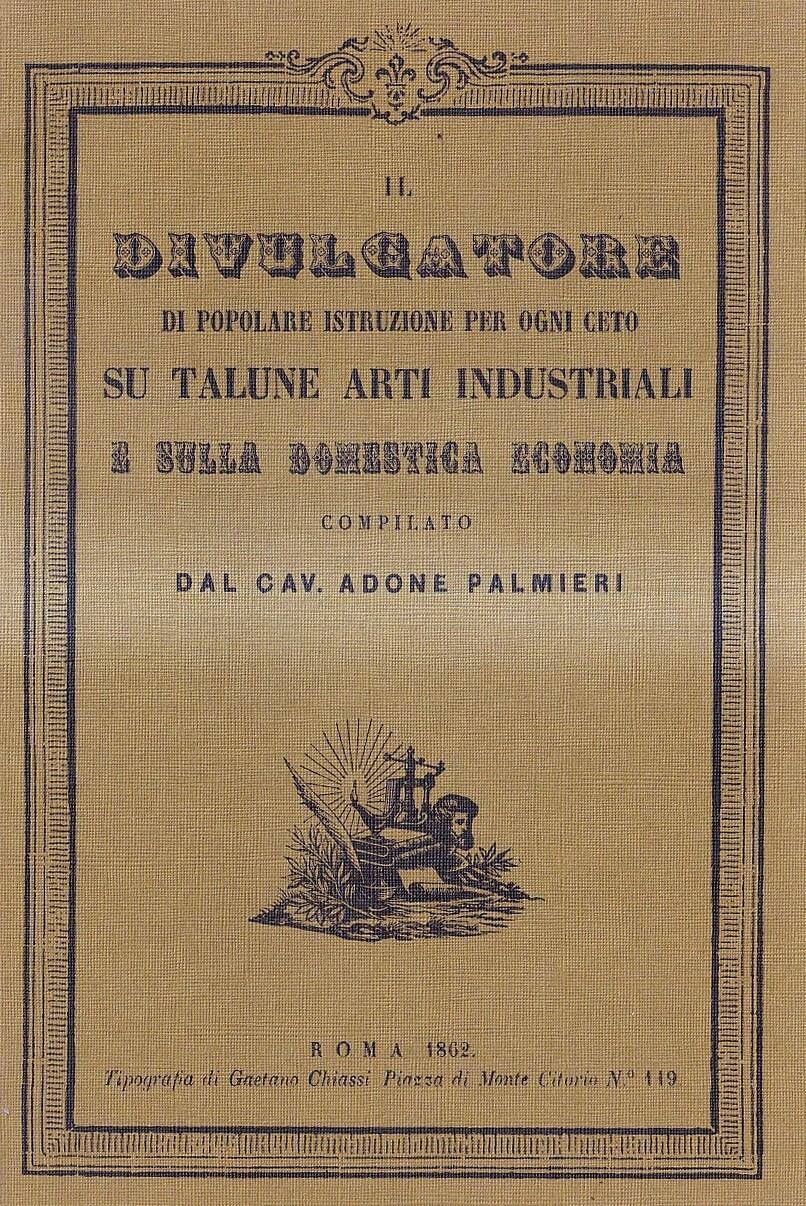 IL
DIVULGATORE
DI POPOLARE ISTRUZIONE PER OGNI CETO
SU TALUNE ARTI INDUSTRIALI
E SULLA DOMESTICA ECONOMIA
COMPILATO
DAL CAV. ADONE PALMIERI
ROMA 1862.
Tipografia di Gaetano Chiassi Piazza di Monte Citorio N.º 119